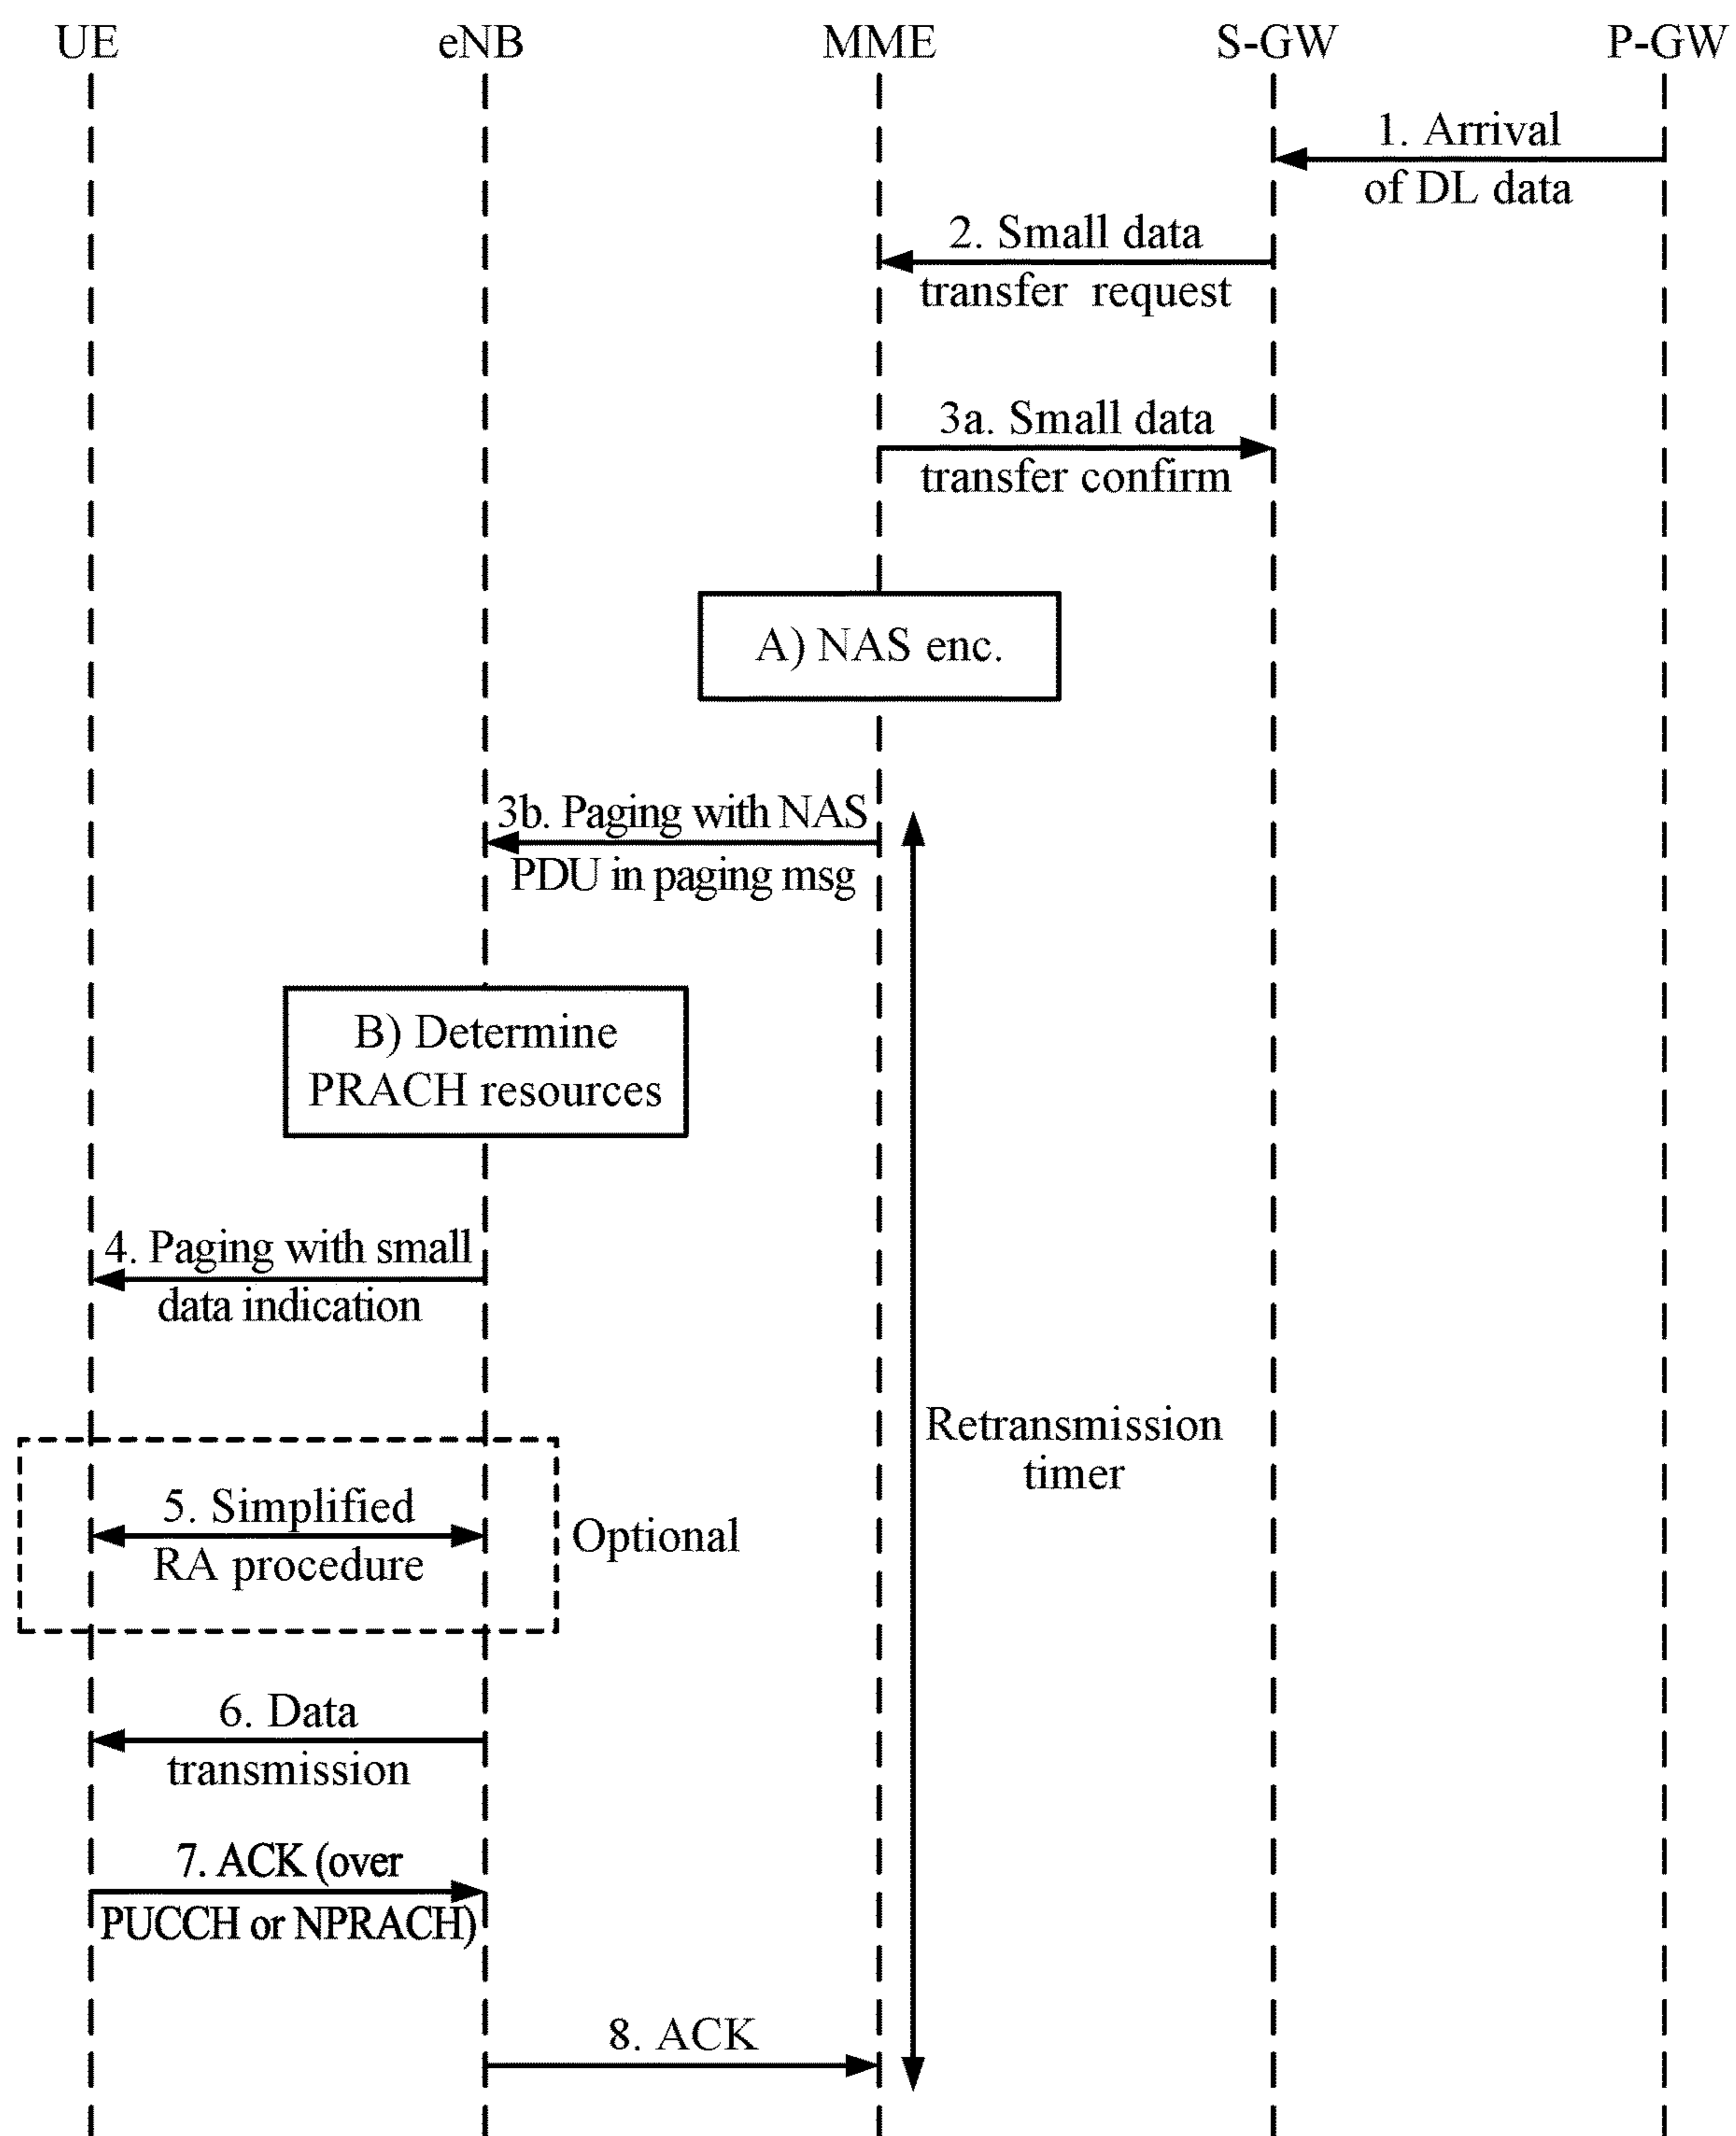 UE eNB MME S-GW P-GW
1. Arrival
of DL data
2. Small data
transfer request
3a. Small data
transfer confirm
A) NAS enc.
3b. Paging with NAS
PDU in paging msg
B) Determine
PRACH resources
4. Paging with small
data indication
Retransmission
timer
5. Simplified
RA procedure
Optional
6. Data
transmission
7. ACK (over
PUCCH or NPRACH)
8. ACK